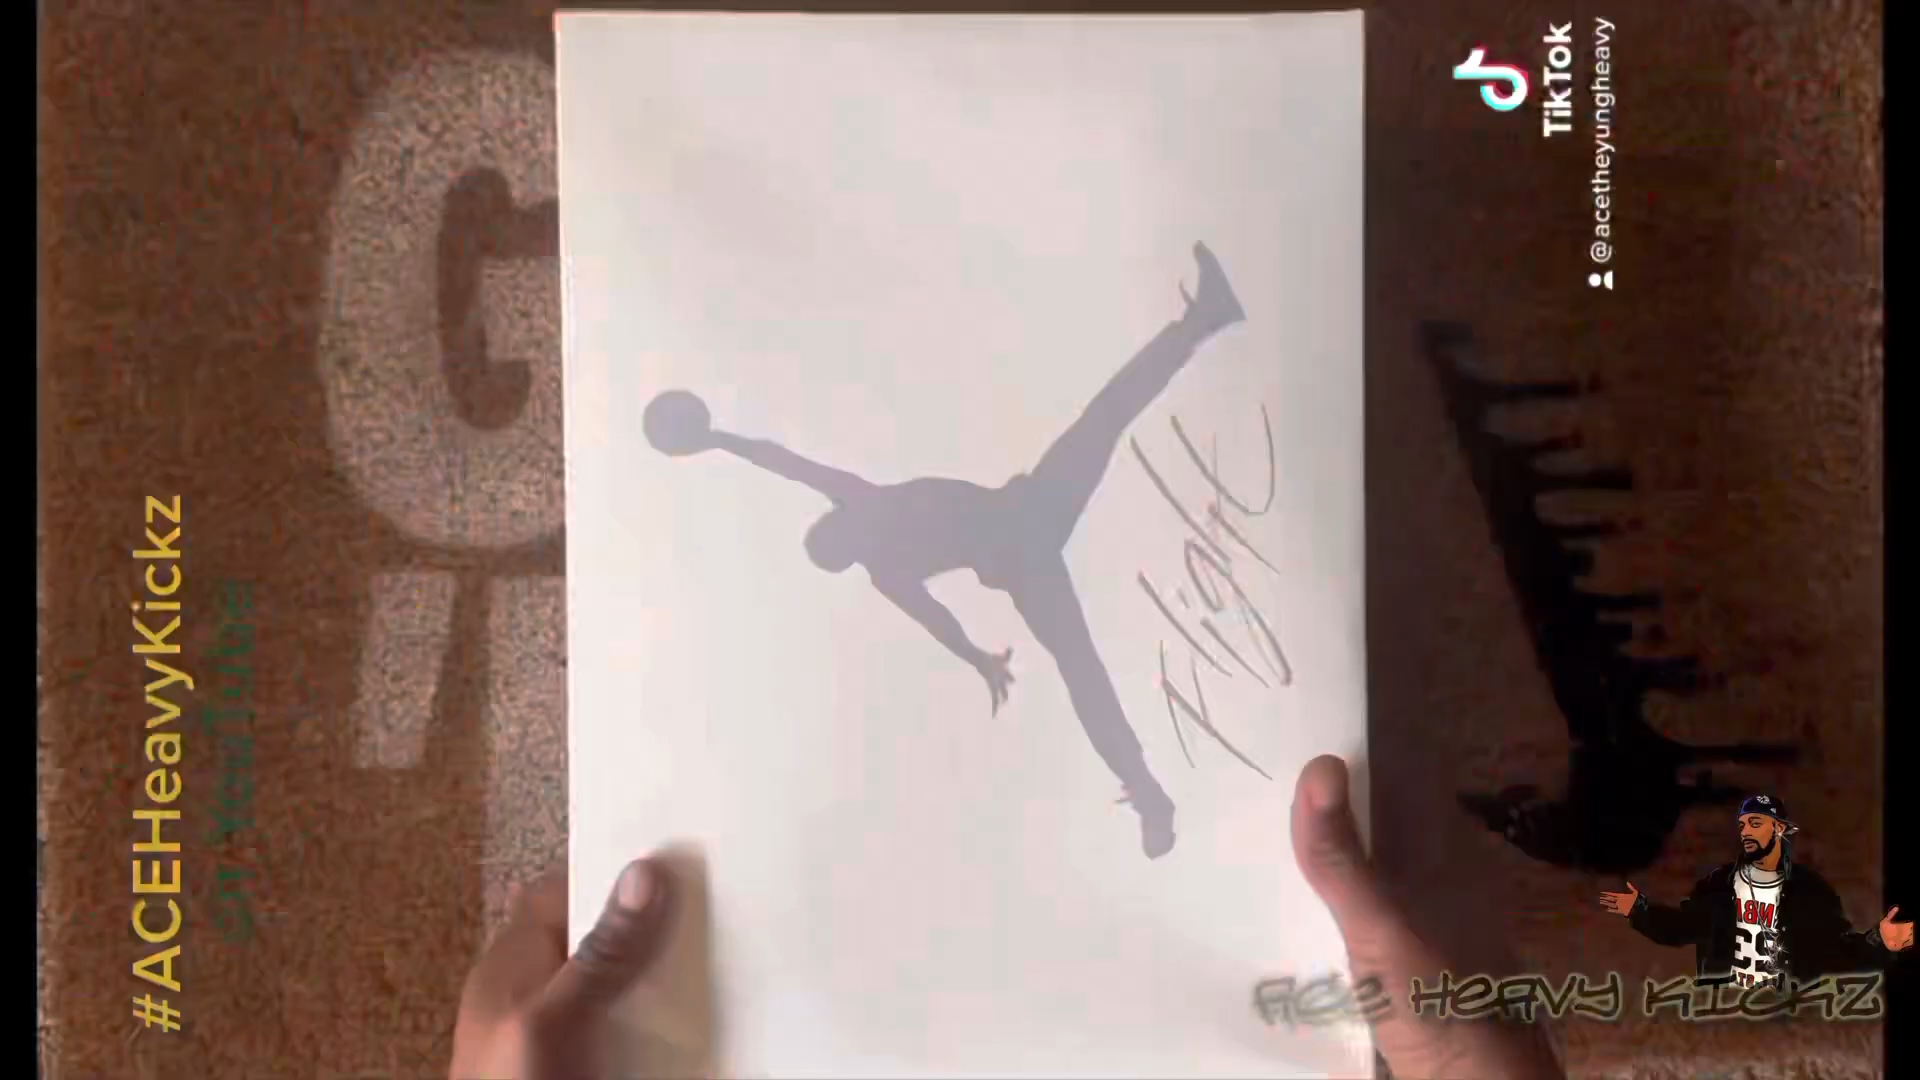 #ACEHeavyKickz
on YouTube
G
Flight
TikTok
@acetheyungheavy
ACE HEAVY KICKZ